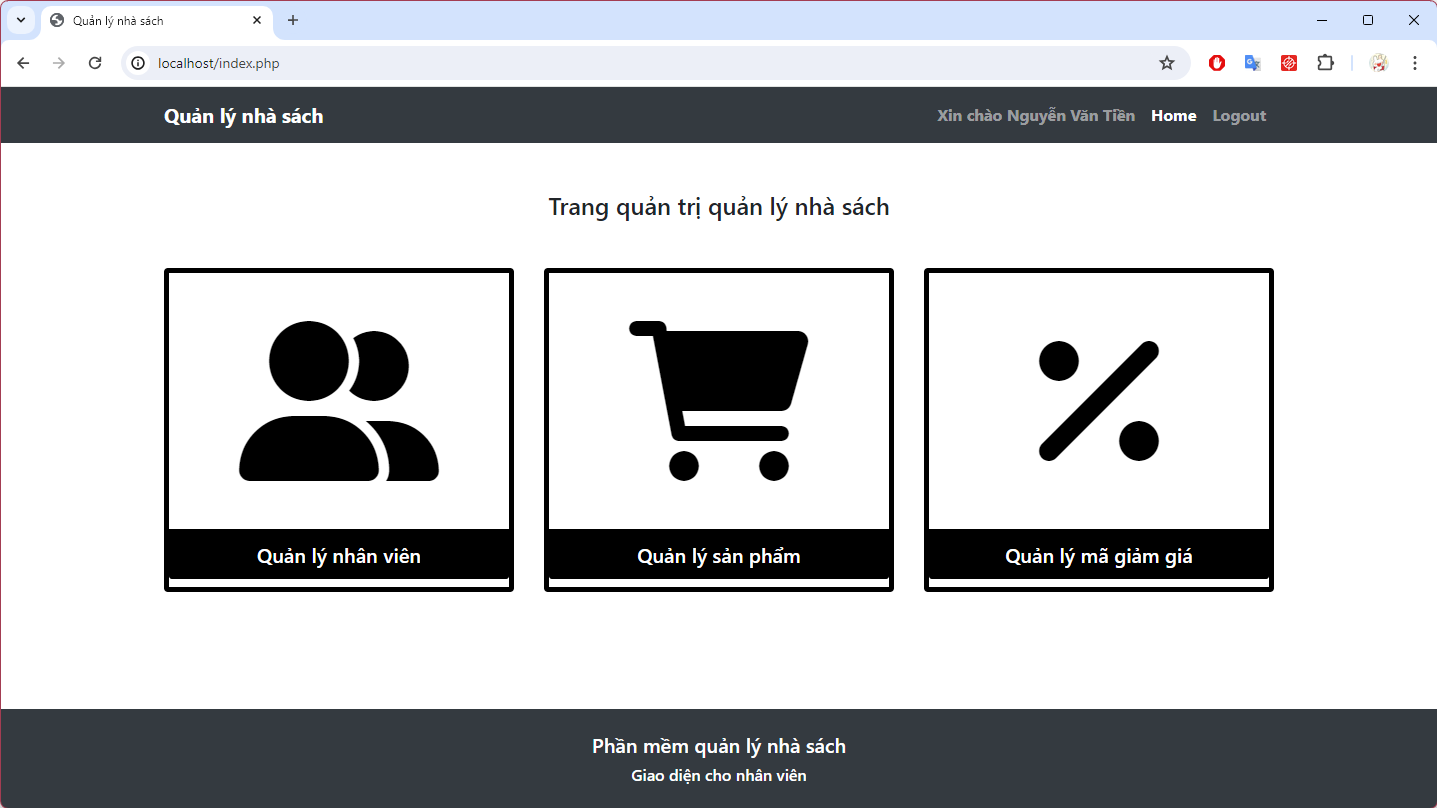 Quản lý nhà sách
localhost/index.php
Quản lý nhà sách
Xin chào Nguyễn Văn Tiền Home Logout
Trang quản trị quản lý nhà sách
Quản lý nhân viên
Quản lý sản phẩm
Quản lý mã giảm giá
Phần mềm quản lý nhà sách
Giao diện cho nhân viên